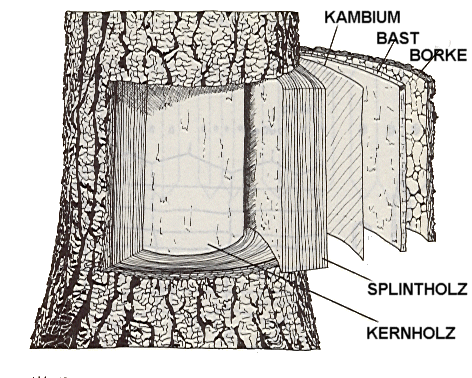 KAMBIUM
BAST
BORKE
SPLINTHOLZ
KERNHOLZ